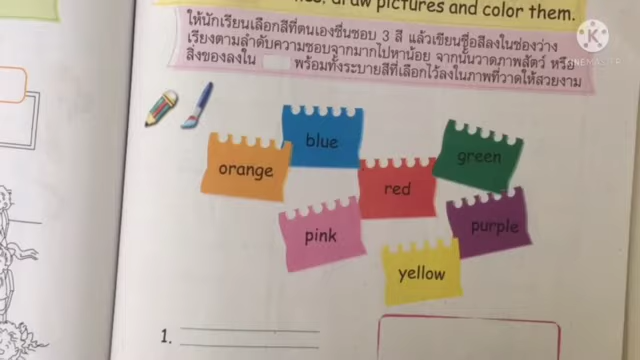 draw pictures and color them.
ให้นักเรียนเลือกสีที่ตนเองชื่นชอบ 3 สี แล้วเขียนชื่อสีลงในช่องว่าง
เรียงตามลำดับความชอบจากมากไปหาน้อย จากนั้นวาดภาพสัตว์ หรือ
สิ่งของลงใน พร้อมทั้งระบายสีที่เลือกไว้ลงในภาพที่วาดให้สวยงาม
blue
orange
green
red
pink
purple
yellow
1.